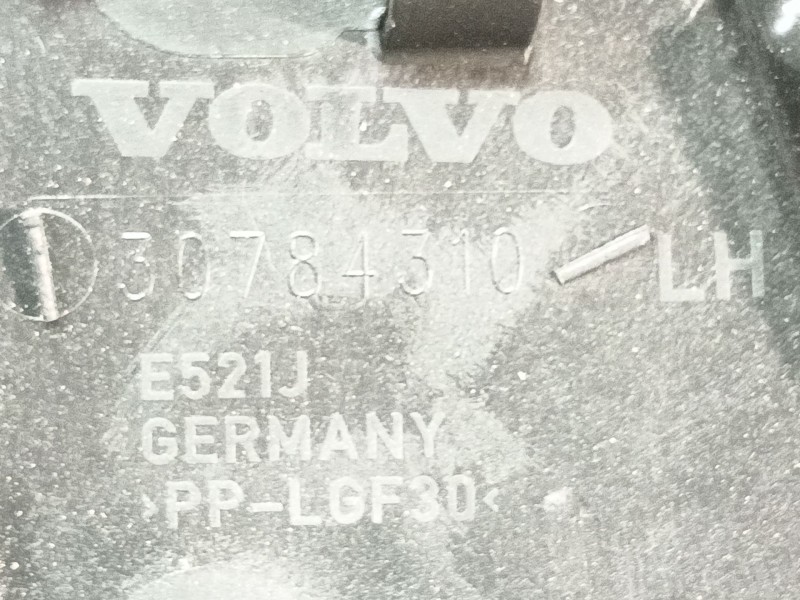 VOLVO
30784310 LH
E521J
GERMANY
>PP-LGF30<